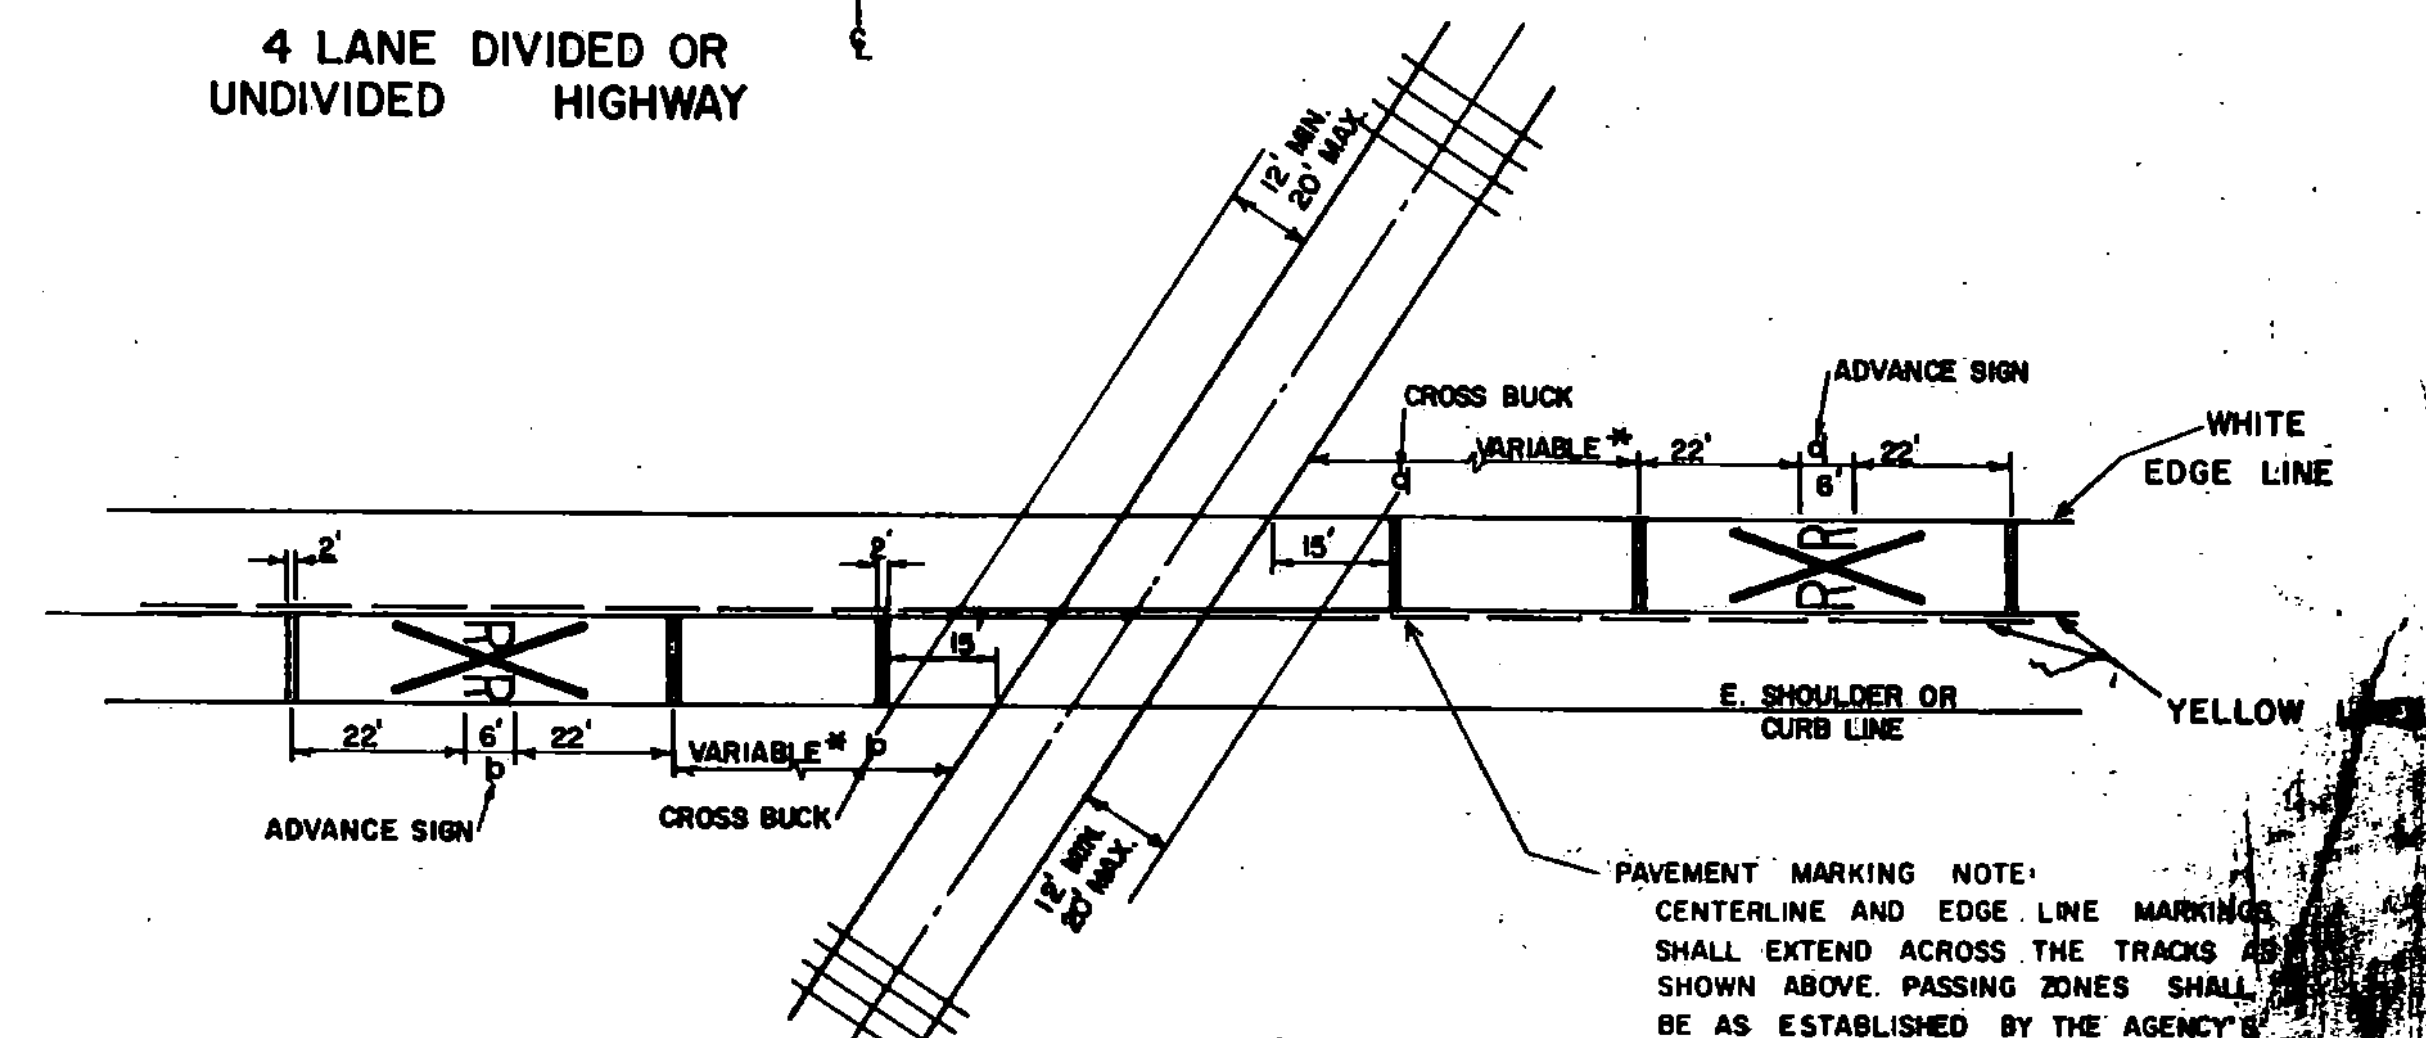 4 LANE DIVIDED OR
UNDIVIDED HIGHWAY
℄
12' MIN.
20' MAX.
ADVANCE SIGN
CROSS BUCK
WHITE
EDGE LINE
VARIABLE* 22' 22'
6'
2' 2' 15'
R R
15'
R R
E. SHOULDER OR
CURB LINE
YELLOW
22' 6' 22' VARIABLE*
ADVANCE SIGN
CROSS BUCK
12' MIN.
20' MAX.
PAVEMENT MARKING NOTE:
CENTERLINE AND EDGE LINE MARKINGS
SHALL EXTEND ACROSS THE TRACKS AS
SHOWN ABOVE. PASSING ZONES SHALL
BE AS ESTABLISHED BY THE AGENCY'S